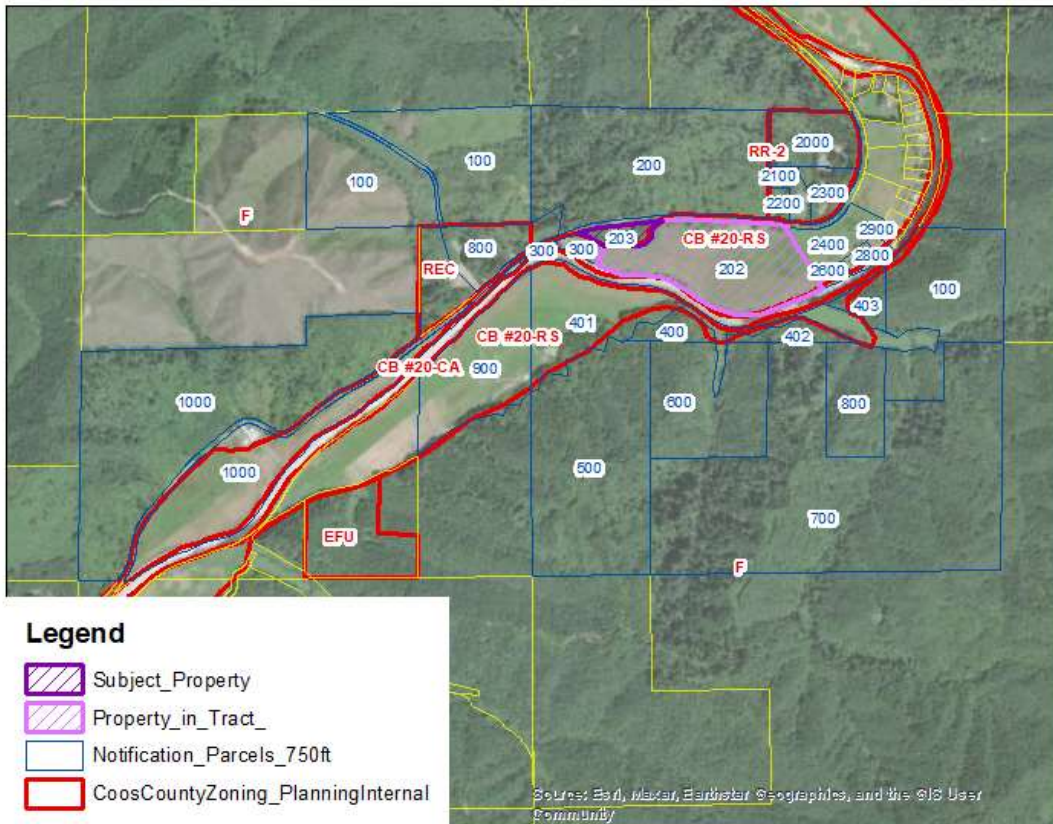 2000
RR-2
100
200
2100
2300
100
2200
F
203
CB #20-RS
2900
800
300
300
2400
2800
REC
202
2600
100
403
CB #20-RS
401
400
402
CB #20-CA
900
1000
600
800
500
1000
700
EFU
F
Legend
Subject_Property
Property_in_Tract_
Notification_Parcels_750ft
CoosCountyZoning_PlanningInternal
Source: Esri, Maxar, Earthstar Geographics, and the GIS User
Community